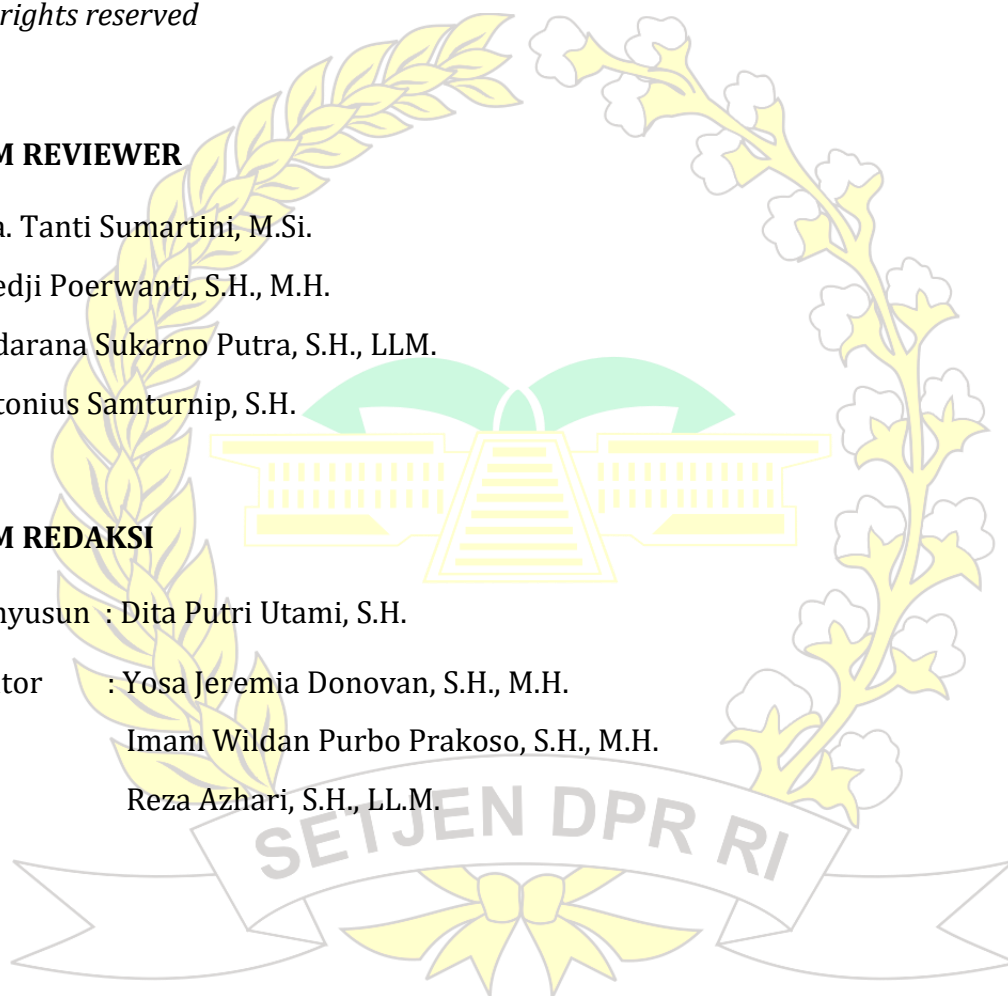 rights reserved
M REVIEWER
a. Tanti Sumartini, M.Si.
edji Poerwanti, S.H., M.H.
darana Sukarno Putra, S.H., LLM.
tonius Samturnip, S.H.
M REDAKSI
nyusun : Dita Putri Utami, S.H.
tor : Yosa Jeremia Donovan, S.H., M.H.
Imam Wildan Purbo Prakoso, S.H., M.H.
Reza Azhari, S.H., LL.M.
SETJEN DPR RI